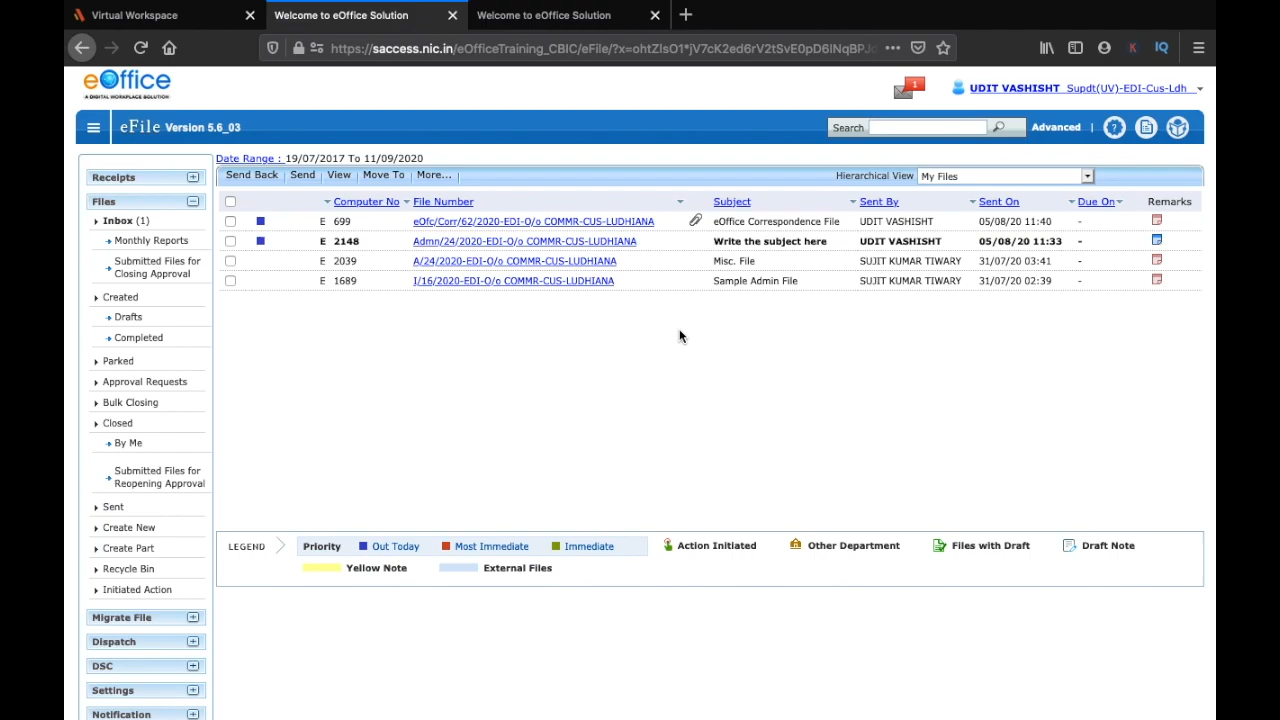 Virtual Workspace
Welcome to eOffice Solution
Welcome to eOffice Solution
https://saccess.nic.in/eOfficeTraining_CBIC/eFile/?x=
K
IQ
eOffice
A DIGITAL WORKPLACE SOLUTION
1
UDIT VASHISHT Supdt(UV)-EDI-Cus-Ldh
eFile Version 5.6_03
Search
Advanced |
?
Date Range : 19/07/2017 To 11/09/2020
Send Back | Send | View | Move To | More... |
Hierarchical View My Files
Computer No File Number Subject Sent By Sent On Due On Remarks
E 699 eOfc/Corr/62/2020-EDI-O/o COMMR-CUS-LUDHIANA eOffice Correspondence File UDIT VASHISHT 05/08/20 11:40 -
E 2148 Admn/24/2020-EDI-O/o COMMR-CUS-LUDHIANA Write the subject here UDIT VASHISHT 05/08/20 11:33 -
E 2039 A/24/2020-EDI-O/o COMMR-CUS-LUDHIANA Misc. File SUJIT KUMAR TIWARY 31/07/20 03:41 -
E 1689 I/16/2020-EDI-O/o COMMR-CUS-LUDHIANA Sample Admin File SUJIT KUMAR TIWARY 31/07/20 02:39 -
Receipts
Files
Inbox (1)
Monthly Reports
Submitted Files for
Closing Approval
Created
Drafts
Completed
Parked
Approval Requests
Bulk Closing
Closed
By Me
Submitted Files for
Reopening Approval
Sent
Create New
Create Part
Recycle Bin
Initiated Action
Migrate File
Dispatch
DSC
Settings
Notification
LEGEND Priority Out Today Most Immediate Immediate Action Initiated Other Department Files with Draft Draft Note
Yellow Note External Files